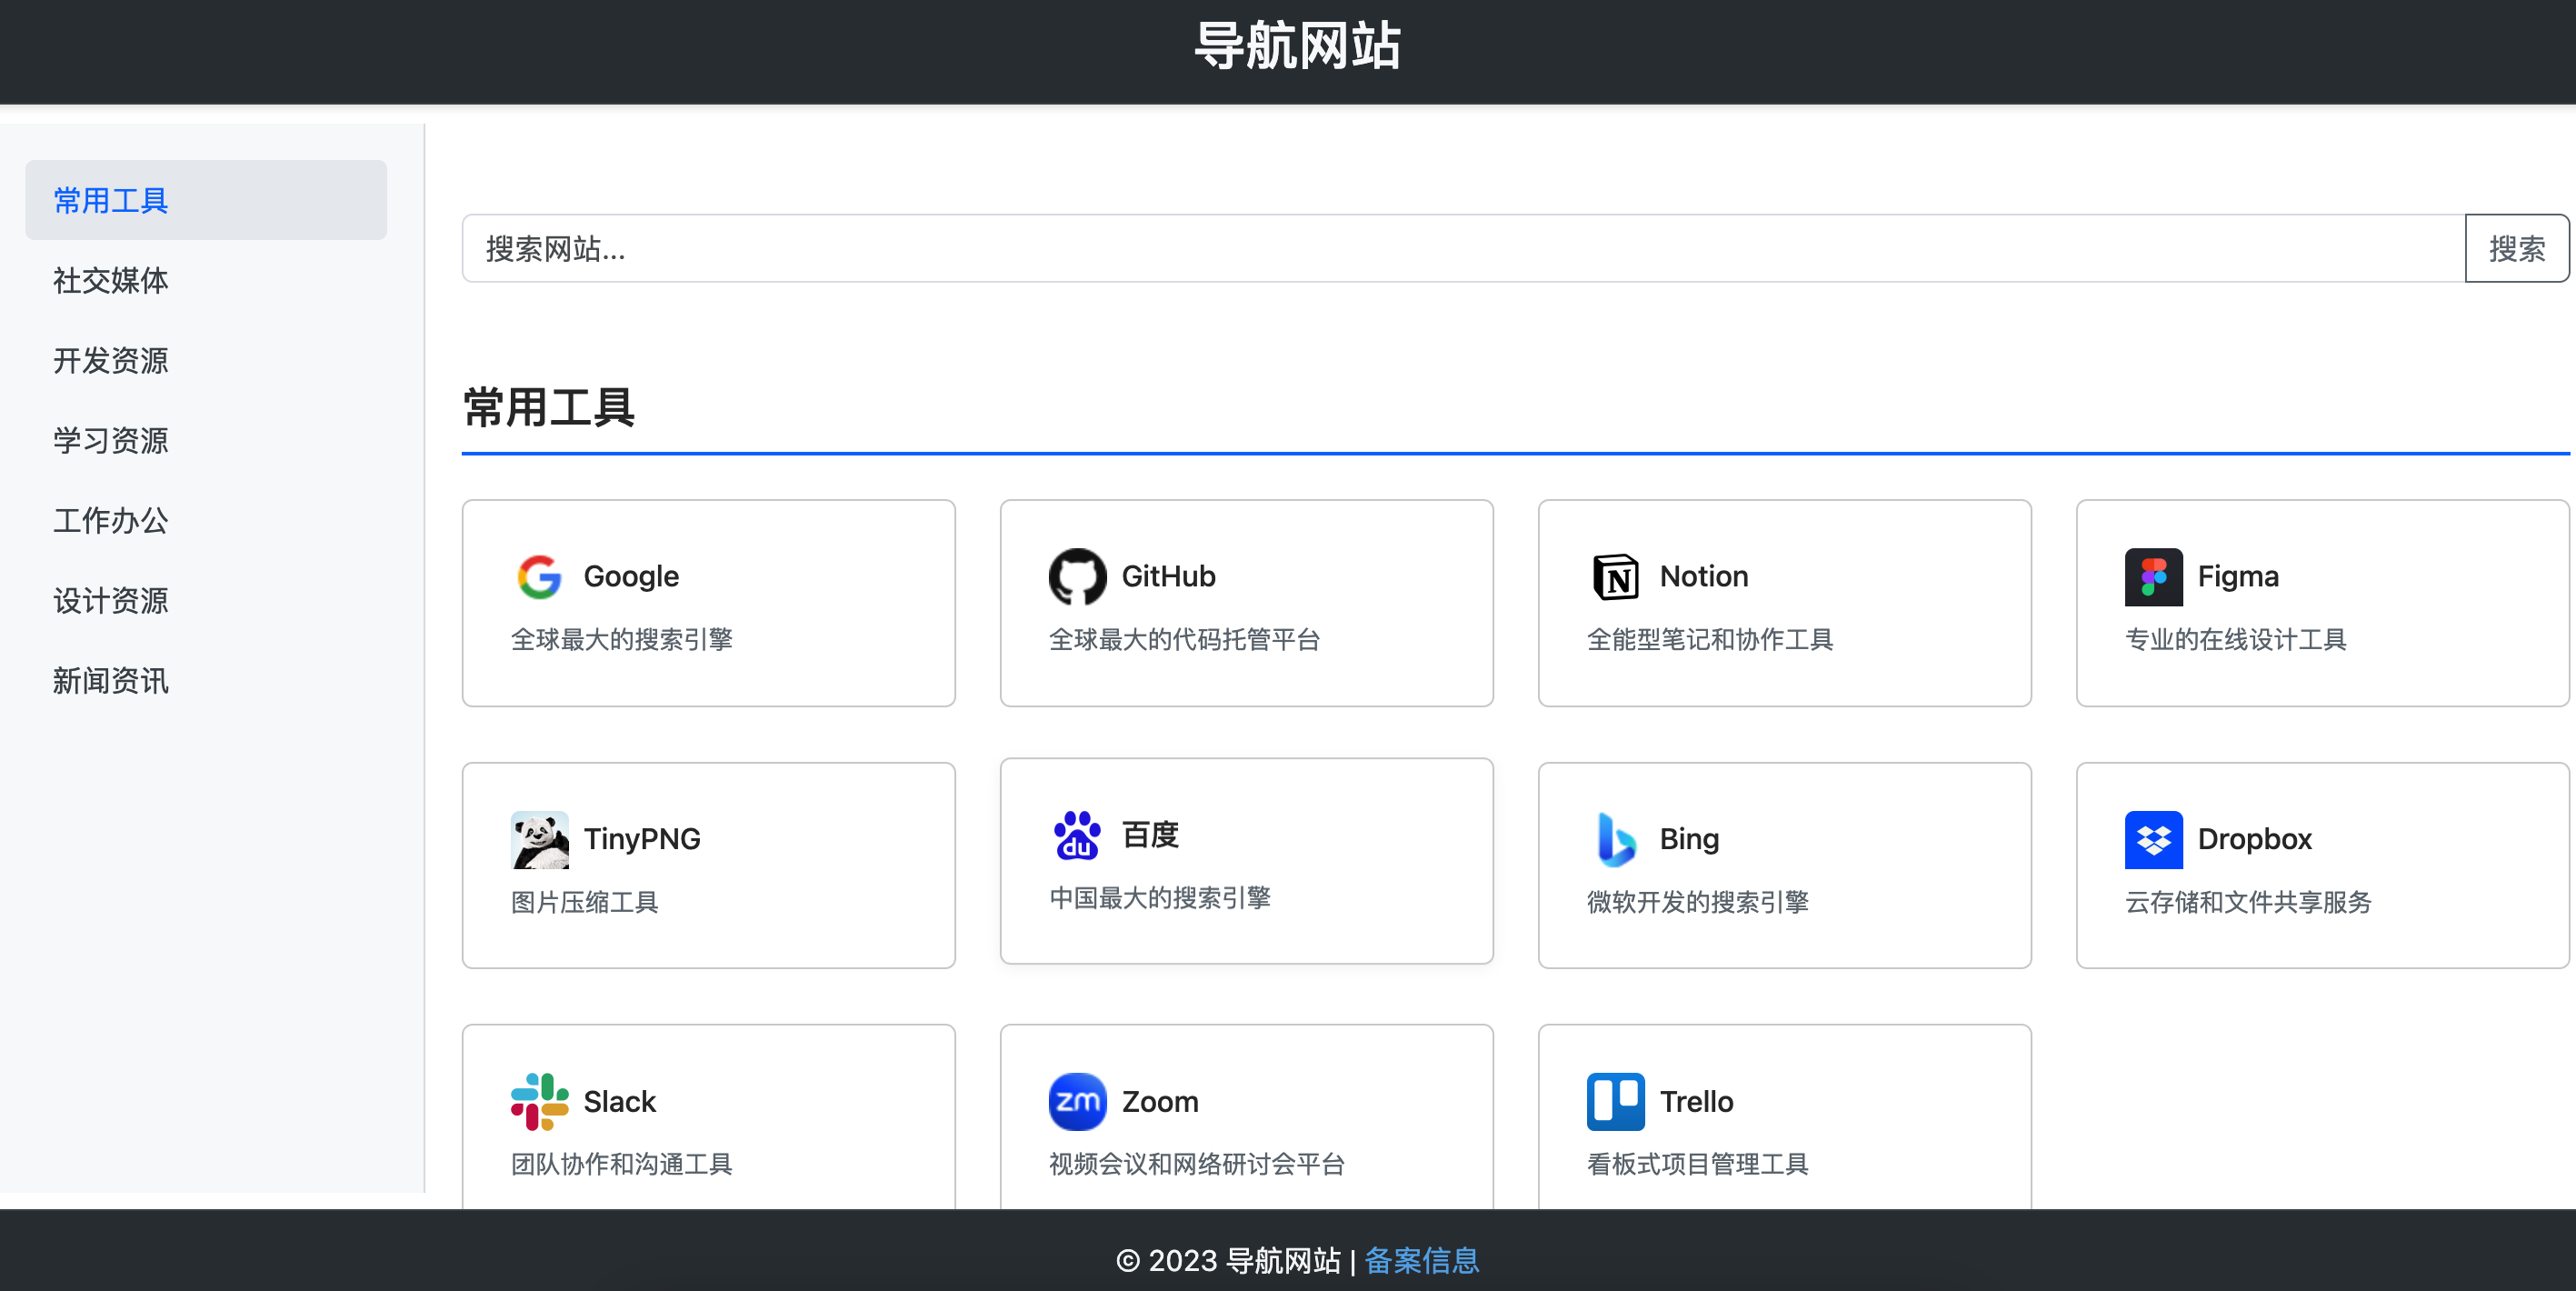 导航网站
常用工具
社交媒体
开发资源
学习资源
工作办公
设计资源
新闻资讯
搜索网站...
搜索
常用工具
Google
全球最大的搜索引擎
GitHub
全球最大的代码托管平台
Notion
全能型笔记和协作工具
Figma
专业的在线设计工具
TinyPNG
图片压缩工具
du
百度
中国最大的搜索引擎
Bing
微软开发的搜索引擎
Dropbox
云存储和文件共享服务
Slack
团队协作和沟通工具
zm
Zoom
视频会议和网络研讨会平台
Trello
看板式项目管理工具
© 2023 导航网站 | 备案信息